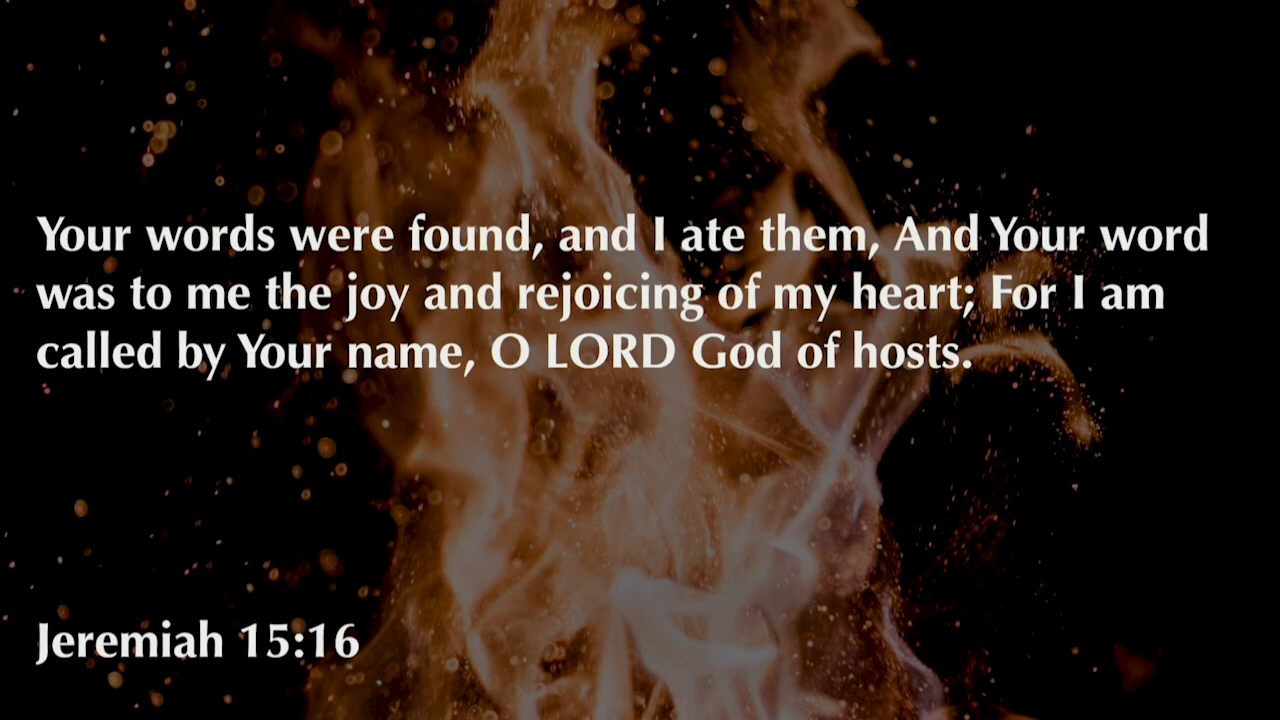 Your words were found, and I ate them, And Your word
was to me the joy and rejoicing of my heart; For I am
called by Your name, O LORD God of hosts.
Jeremiah 15:16